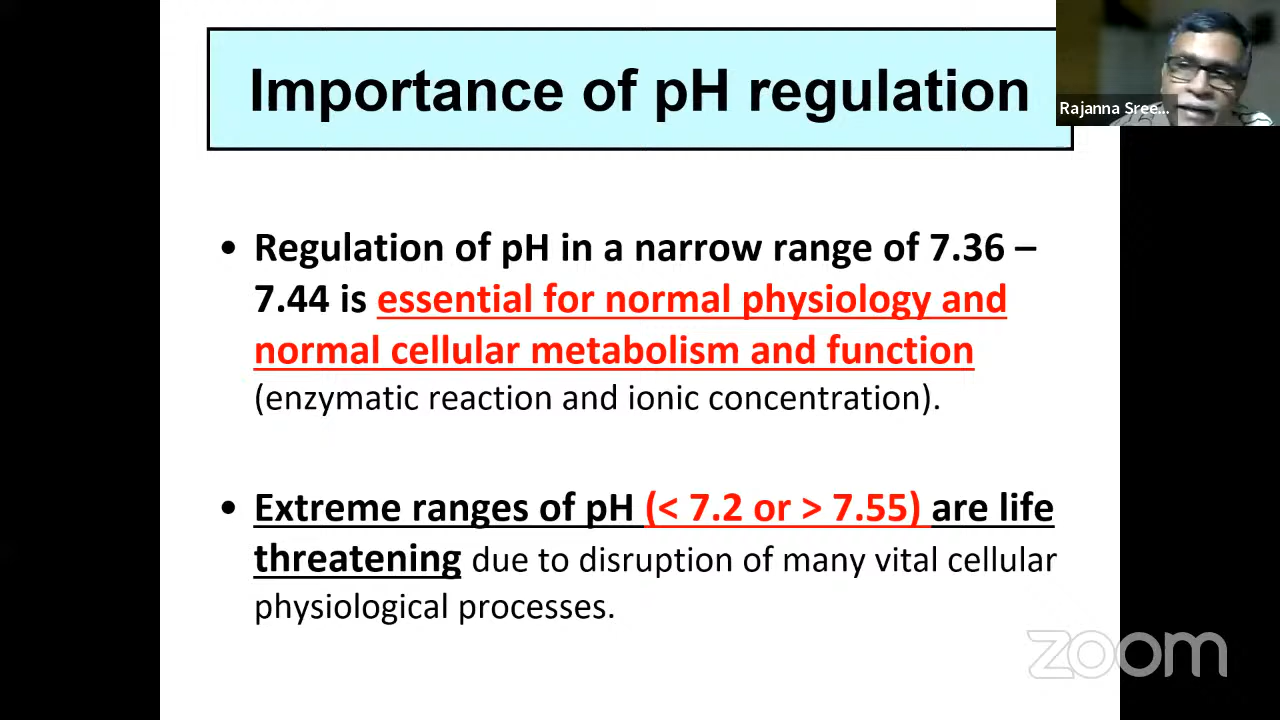 Importance of pH regulation
Rajanna Sree...
• Regulation of pH in a narrow range of 7.36 –
7.44 is essential for normal physiology and
normal cellular metabolism and function
(enzymatic reaction and ionic concentration).
• Extreme ranges of pH (< 7.2 or > 7.55) are life
threatening due to disruption of many vital cellular
physiological processes.
zoom